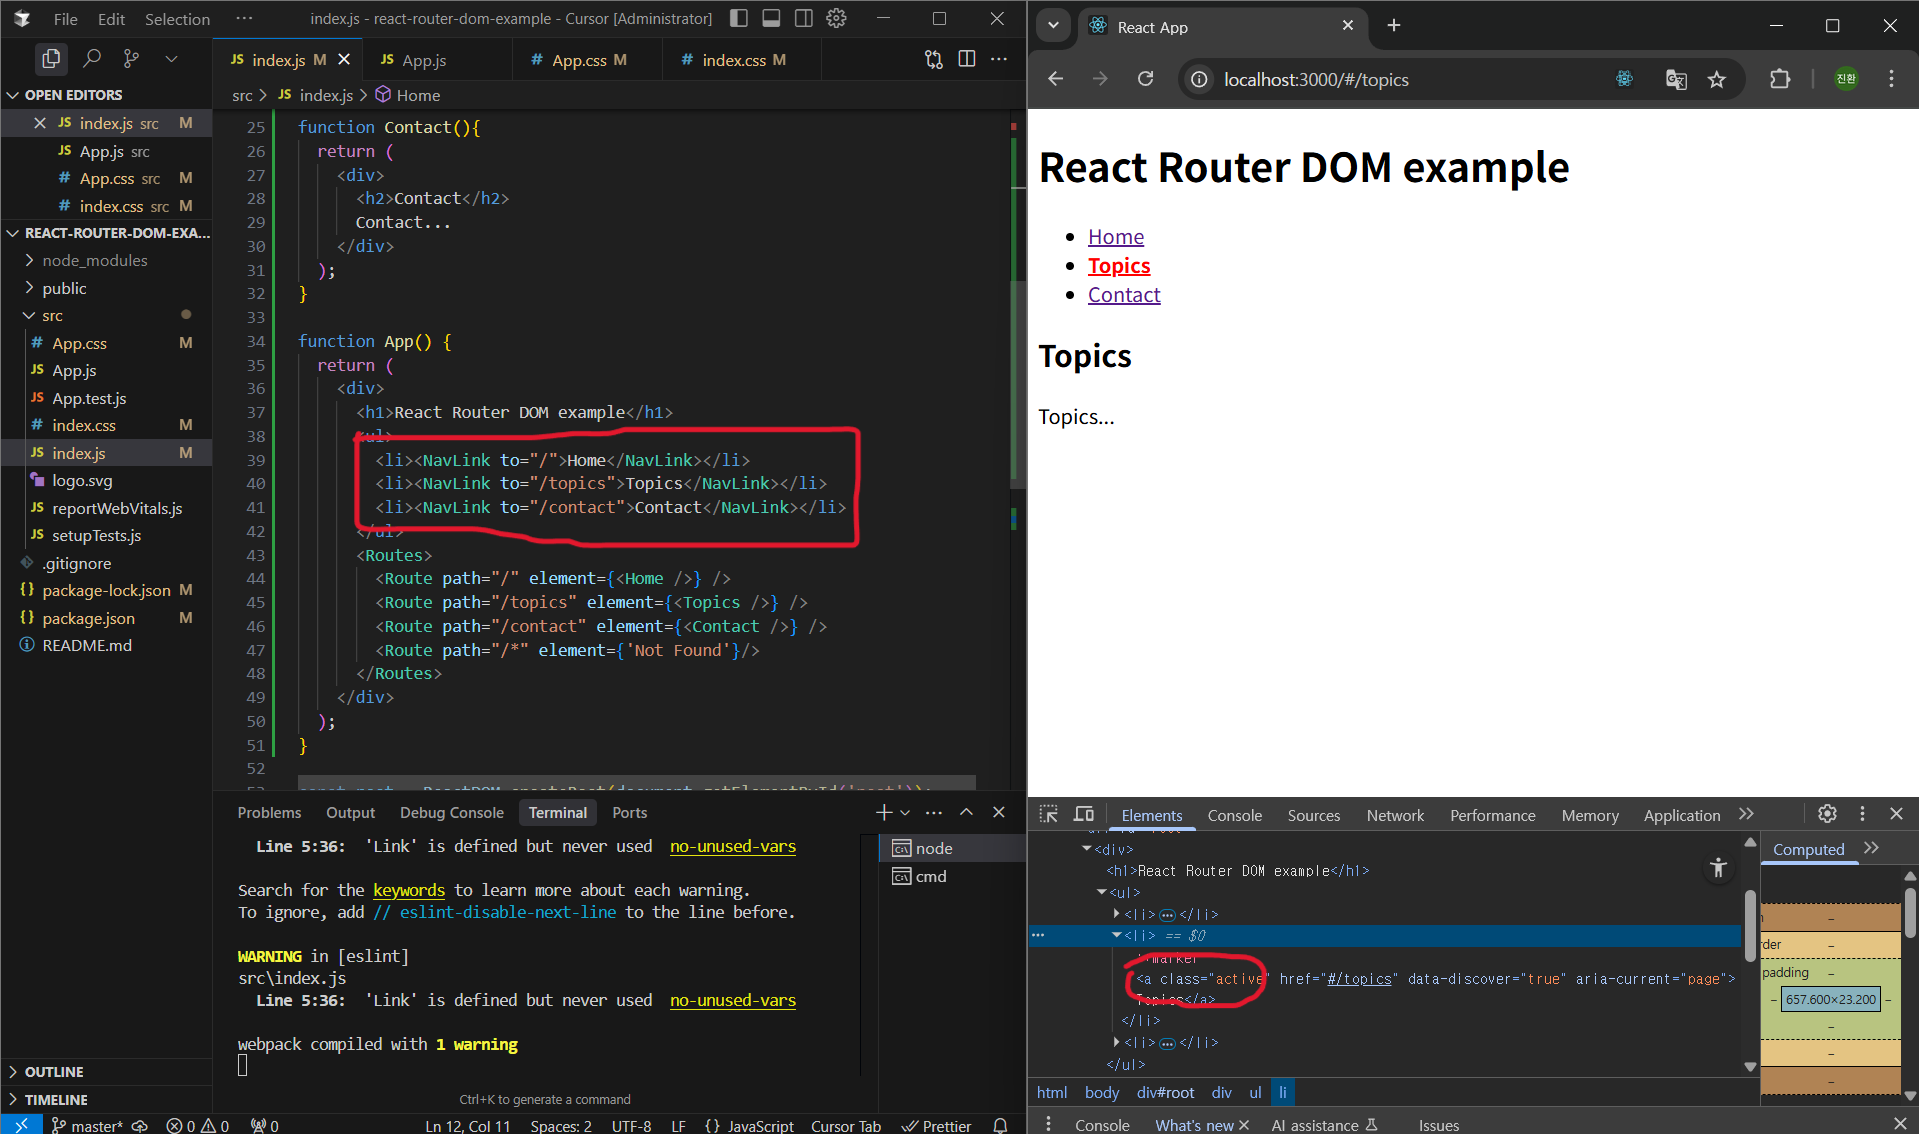 File Edit Selection ··· index.js - react-router-dom-example - Cursor [Administrator]
OPEN EDITORS
JS index.js src M
JS App.js src
# App.css src M
# index.css src M
REACT-ROUTER-DOM-EXA...
node_modules
public
src
# App.css M
JS App.js
JS App.test.js
# index.css M
JS index.js M
logo.svg
JS reportWebVitals.js
JS setupTests.js
.gitignore
{} package-lock.json M
{} package.json M
README.md
OUTLINE
TIMELINE
JS index.js M JS App.js # App.css M # index.css M
src > JS index.js > Home
25 function Contact(){
26 return (
27 <div>
28 <h2>Contact</h2>
29 Contact...
30 </div>
31 );
32 }
33
34 function App() {
35 return (
36 <div>
37 <h1>React Router DOM example</h1>
38 <ul>
39 <li><NavLink to="/">Home</NavLink></li>
40 <li><NavLink to="/topics">Topics</NavLink></li>
41 <li><NavLink to="/contact">Contact</NavLink></li>
42 </ul>
43 <Routes>
44 <Route path="/" element={<Home />} />
45 <Route path="/topics" element={<Topics />} />
46 <Route path="/contact" element={<Contact />} />
47 <Route path="/*" element={'Not Found'}/>
48 </Routes>
49 </div>
50 );
51 }
52
53 const root = ReactDOM.createRoot(document.getElementById('root'));
Problems Output Debug Console Terminal Ports
Line 5:36: 'Link' is defined but never used no-unused-vars
Search for the keywords to learn more about each warning.
To ignore, add // eslint-disable-next-line to the line before.
WARNING in [eslint]
src\index.js
Line 5:36: 'Link' is defined but never used no-unused-vars
webpack compiled with 1 warning
Ctrl+K to generate a command
node
cmd
master* 0 0 0 Ln 12, Col 11 Spaces: 2 UTF-8 LF {} JavaScript Cursor Tab Prettier
React App
localhost:3000/#/topics 진환
React Router DOM example
• Home
• Topics
• Contact
Topics
Topics...
Elements Console Sources Network Performance Memory Application
<div>
<h1>React Router DOM example</h1>
<ul>
<li>···</li>
··· <li> == $0
::marker
<a class="active" href="#/topics" data-discover="true" aria-current="page">
Topics</a>
</li>
<li>···</li>
</ul>
html body div#root div ul li
Computed
–
–
padding –
– 657.600×23.200 –
–
–
–
Console What's new AI assistance Issues